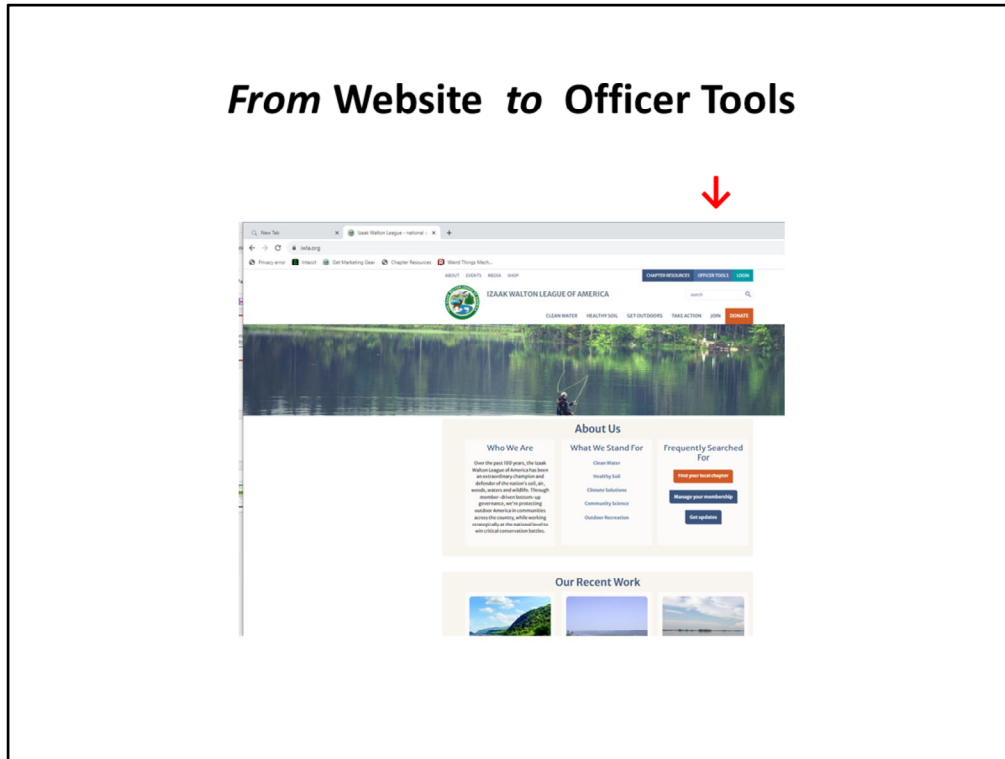 From Website to Officer Tools
New Tab
Izaak Walton League - national
iwla.org
Privacy error Intacct Get Marketing Gear Chapter Resources Weird Things Mech...
ABOUT EVENTS MEDIA SHOP
CHAPTER RESOURCES OFFICER TOOLS LOGIN
IZAAK WALTON LEAGUE OF AMERICA
search
CLEAN WATER HEALTHY SOIL GET OUTDOORS TAKE ACTION JOIN DONATE
About Us
Who We Are
Over the past 100 years, the Izaak
Walton League of America has been
an extraordinary champion and
defender of the nation's soil, air,
woods, waters and wildlife. Through
member-driven bottom-up
governance, we're protecting
outdoor America in communities
across the country, while working
strategically at the national level to
win critical conservation battles.
What We Stand For
Clean Water
Healthy Soil
Climate Solutions
Community Science
Outdoor Recreation
Frequently Searched
For
Find your local chapter
Manage your membership
Get updates
Our Recent Work